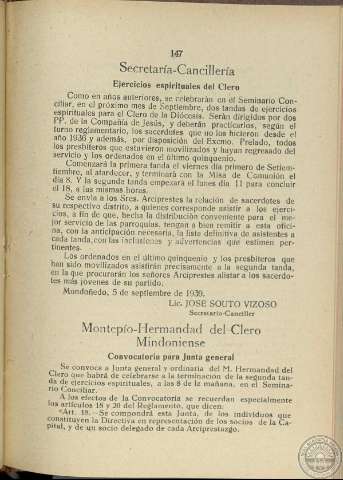 147
Secretaría-Cancillería
Ejercicios espirituales del Clero
Como en años anteriores, se celebrarán en el Seminario Con-
ciliar, en el próximo mes de Septiembre, dos tandas de ejercicios
espirituales para el Clero de la Diócesis. Serán dirigidos por dos
PP. de la Compañía de Jesús, y deberán practicarlos, según el
turno reglamentario, los sacerdotes que no los hicieron desde el
año 1936 y además, por disposición del Excmo. Prelado, todos
los presbíteros que estuvieron movilizados y hayan regresado del
servicio y los ordenados en el último quinquenio.
Comenzará la primera tanda el viernes día primero de Setiem-
tiembre, al atardecer, y terminará con la Misa de Comunión el
día 8. Y la segunda tanda empezará el lunes día 11 para concluir
el 18, a las mismas horas.
Se envía a los Sres. Arciprestes la relación de sacerdotes de
su respectivo distrito, a quienes corresponde asistir a los ejerci-
cios, a fin de que, hecha la distribución conveniente para el me-
jor servicio de las parroquias, tengan a bien remitir a esta ofici-
na, con la anticipación necesaria, la lista definitiva de asistentes a
cada tanda, con las inclusiones y advertencias que estimen per-
tinentes.
Los ordenados en el último quinquenio y los presbíteros que
han sido movilizados asistirán precisamente a la segunda tanda,
en la que procurarán los señores Arciprestes alistar a los sacerdo-
tes más jóvenes de su partido.
Mondoñedo, 5 de septiembre de 1939.
Lic. JOSÉ SOUTO VIZOSO
Secretario-Canciller
Montepío-Hermandad del Clero
Mindoniense
Convocatoria para Junta general
Se convoca a Junta general y ordinaria del M. Hermandad del
Clero que habrá de celebrarse a la terminación de la segunda tan-
da de ejercicios espirituales, a las 8 de la mañana, en el Semina-
rio Conciliar.
A los efectos de la Convocatoria se recuerdan especialmente
los artículos 18 y 20 del Reglamento, que dicen:
«Art. 18.—Se compondrá esta Junta, de los individuos que
constituyen la Directiva en representación de los socios de la Ca-
pital, y de un socio delegado de cada Arciprestazgo.